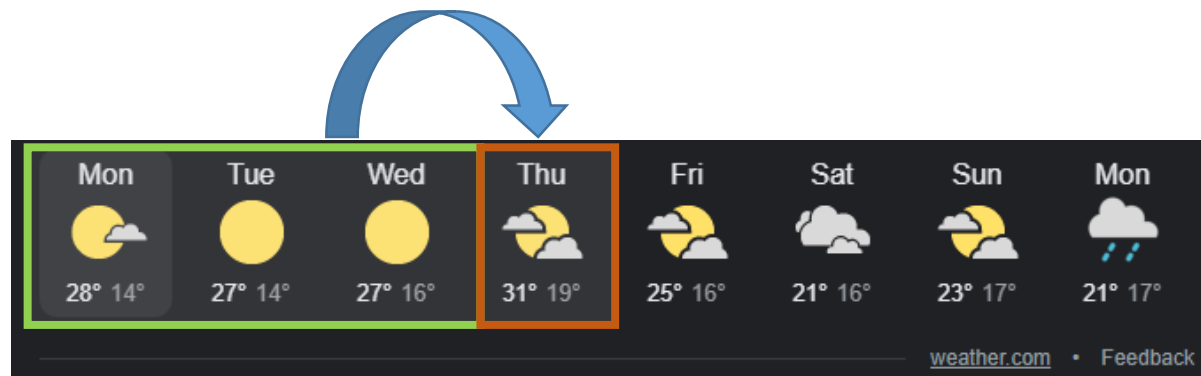 Mon Tue Wed Thu Fri Sat Sun Mon
28° 14° 27° 14° 27° 16° 31° 19° 25° 16° 21° 16° 23° 17° 21° 17°
weather.com • Feedback